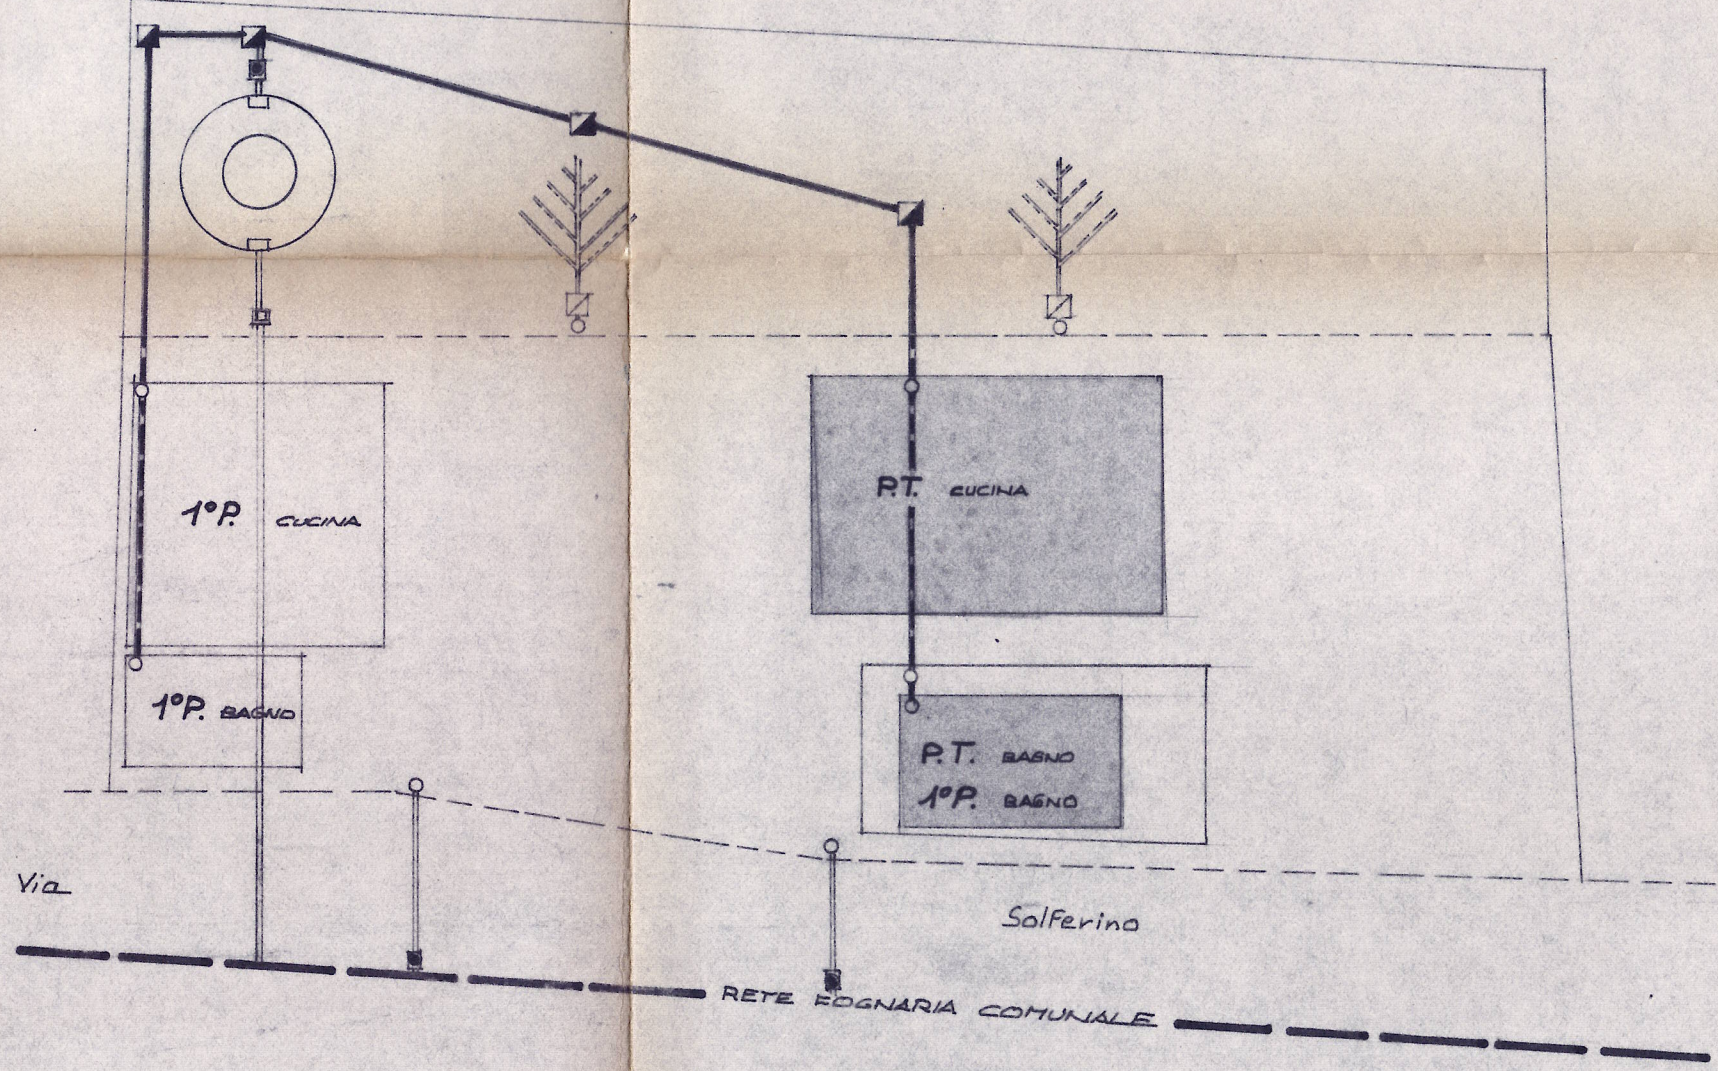 P.T. CUCINA
1°P. CUCINA
1°P. BAGNO
P.T. BAGNO
1°P. BAGNO
Via
Solferino
RETE FOGNARIA COMUNALE